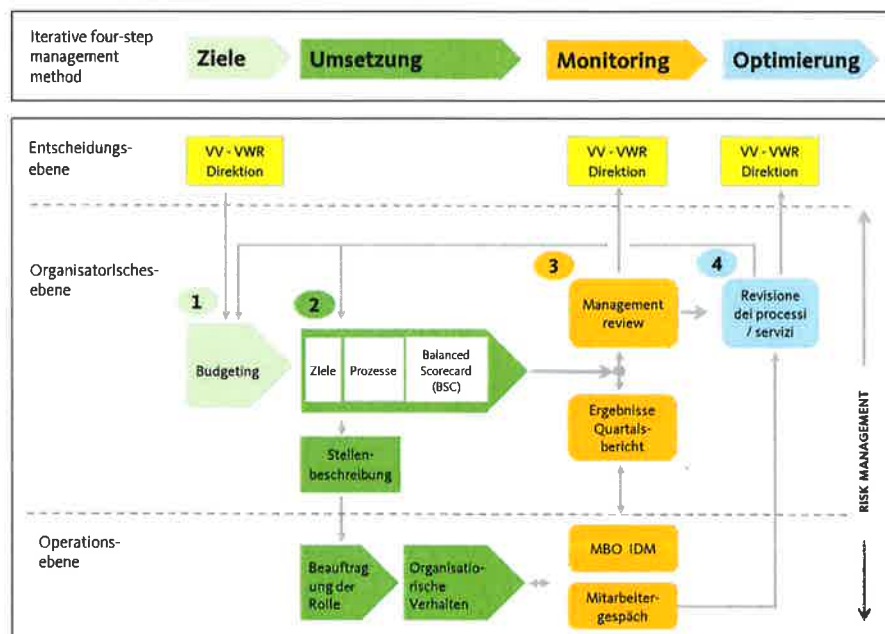 Iterative four-step
management
method
Ziele
Umsetzung
Monitoring
Optimierung
Entscheidungs-
ebene
VV - VWR
Direktion
VV - VWR
Direktion
VV - VWR
Direktion
Organisatorisches-
ebene
1
2
3
4
Budgeting
Ziele
Prozesse
Balanced
Scorecard
(BSC)
Management
review
Revisione
dei processi
/ servizi
Stellen-
beschreibung
Ergebnisse
Quartals-
bericht
RISK MANAGEMENT
Operations-
ebene
Beauftrag
ung der
Rolle
Organisatio-
rische
Verhalten
MBO IDM
Mitarbeiter-
gespäch